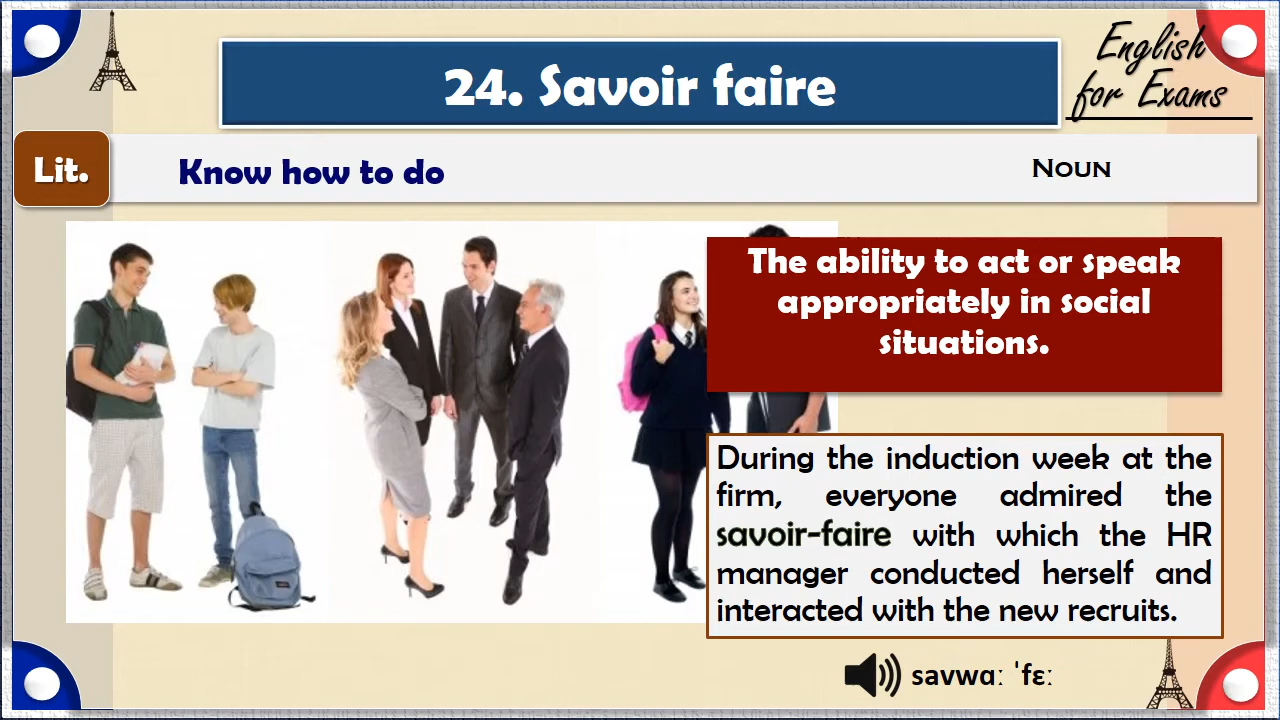 English
for Exams
24. Savoir faire
Lit.
Know how to do
Noun
The ability to act or speak
appropriately in social
situations.
During the induction week at the
firm, everyone admired the
savoir-faire with which the HR
manager conducted herself and
interacted with the new recruits.
savwɑː ˈfɛː